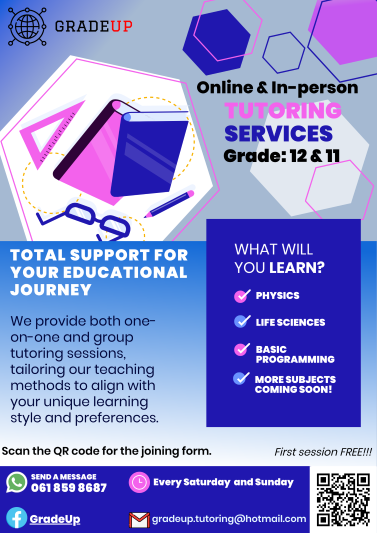 GRADEUP
Online & In-person
TUTORING
SERVICES
Grade: 12 & 11
TOTAL SUPPORT FOR
YOUR EDUCATIONAL
JOURNEY
We provide both one-
on-one and group
tutoring sessions,
tailoring our teaching
methods to align with
your unique learning
style and preferences.
WHAT WILL
YOU LEARN?
PHYSICS
LIFE SCIENCES
BASIC
PROGRAMMING
MORE SUBJECTS
COMING SOON!
Scan the QR code for the joining form.
First session FREE!!!
SEND A MESSAGE
061 859 8687
Every Saturday and Sunday
GradeUp
gradeup.tutoring@hotmail.com